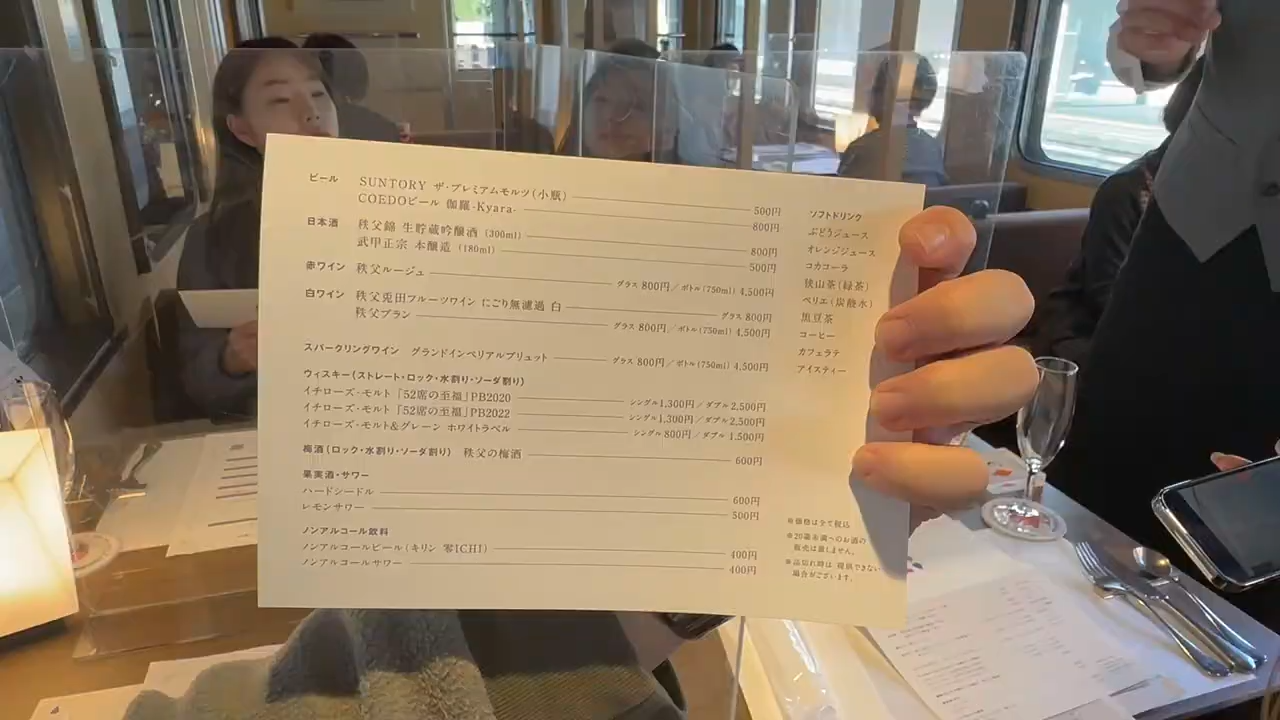 ビール SUNTORY ザ・プレミアムモルツ(小瓶) 500円
COEDOビール 伽羅-Kyara- 800円
日本酒 秩父錦 生貯蔵吟醸酒 (300ml) 800円
武甲正宗 本醸造 (180ml) 500円
赤ワイン 秩父ルージュ グラス 800円/ボトル(750ml) 4,500円
白ワイン 秩父兎田フルーツワイン にごり無濾過 白 グラス 800円
秩父ブラン グラス 800円/ボトル(750ml) 4,500円
スパークリングワイン グランドインペリアルブリュット グラス 800円/ボトル(750ml) 4,500円
ウィスキー(ストレート・ロック・水割り・ソーダ割り)
イチローズ・モルト「52席の至福」PB2020 シングル1,300円/ダブル2,500円
イチローズ・モルト「52席の至福」PB2022 シングル1,300円/ダブル2,500円
イチローズ・モルト&グレーン ホワイトラベル シングル 800円/ダブル 1,500円
梅酒(ロック・水割り・ソーダ割り) 秩父の梅酒 600円
果実酒・サワー
ハードシードル 600円
レモンサワー 500円
ノンアルコール飲料
ノンアルコールビール(キリン 零ICHI) 400円
ノンアルコールサワー 400円
ソフトドリンク
ぶどうジュース
オレンジジュース
コカコーラ
狭山茶(緑茶)
ペリエ(炭酸水)
黒豆茶
コーヒー
カフェラテ
アイスティー
※価格は全て税込
※20歳未満へのお酒の
販売は致しません。
※品切れ時は 提供できない
場合がございます。